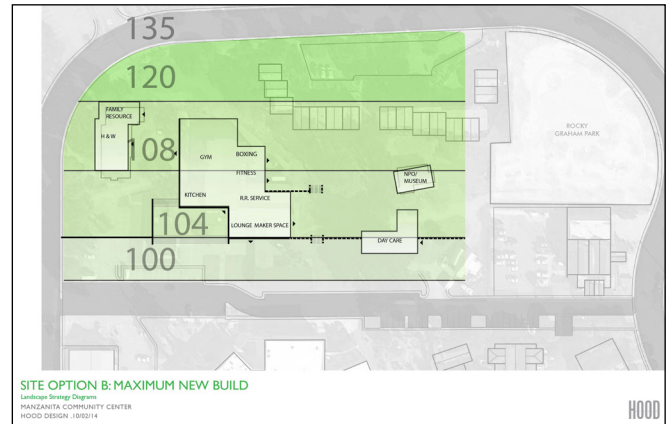 135
120
FAMILY
RESOURCE
H & W
108
GYM
BOXING
FITNESS
ROCKY
GRAHAM PARK
NPO/
MUSEUM
KITCHEN
R.R. SERVICE
104
LOUNGE MAKER SPACE
DAY CARE
100
SITE OPTION B: MAXIMUM NEW BUILD
Landscape Strategy Diagrams
MANZANITA COMMUNITY CENTER
HOOD DESIGN .10/02/14
HOOD